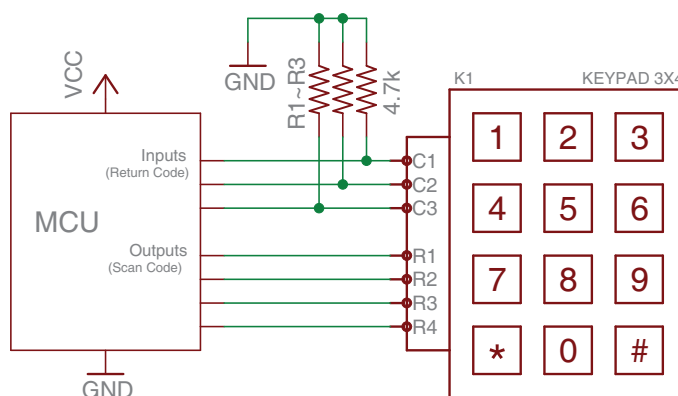 K1 KEYPAD 3X4
VCC
GND
R1~R3
4.7k
Inputs
(Return Code)
MCU
Outputs
(Scan Code)
GND
C1
C2
C3
R1
R2
R3
R4
1 2 3
4 5 6
7 8 9
* 0 #